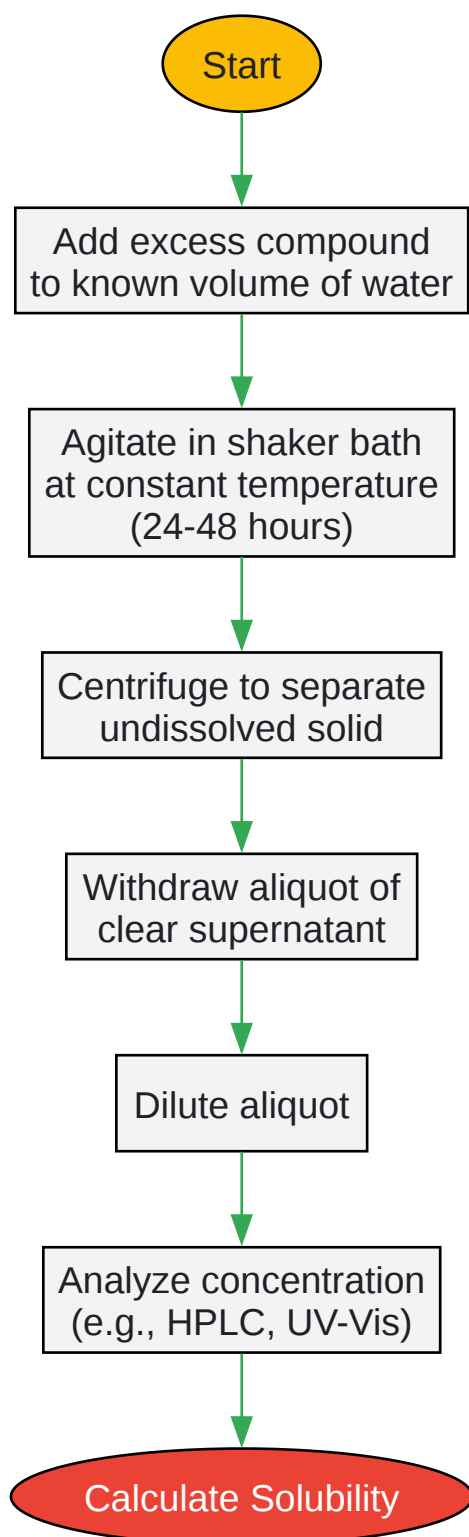 Start
Add excess compound
to known volume of water
Agitate in shaker bath
at constant temperature
(24-48 hours)
Centrifuge to separate
undissolved solid
Withdraw aliquot of
clear supernatant
Dilute aliquot
Analyze concentration
(e.g., HPLC, UV-Vis)
Calculate Solubility